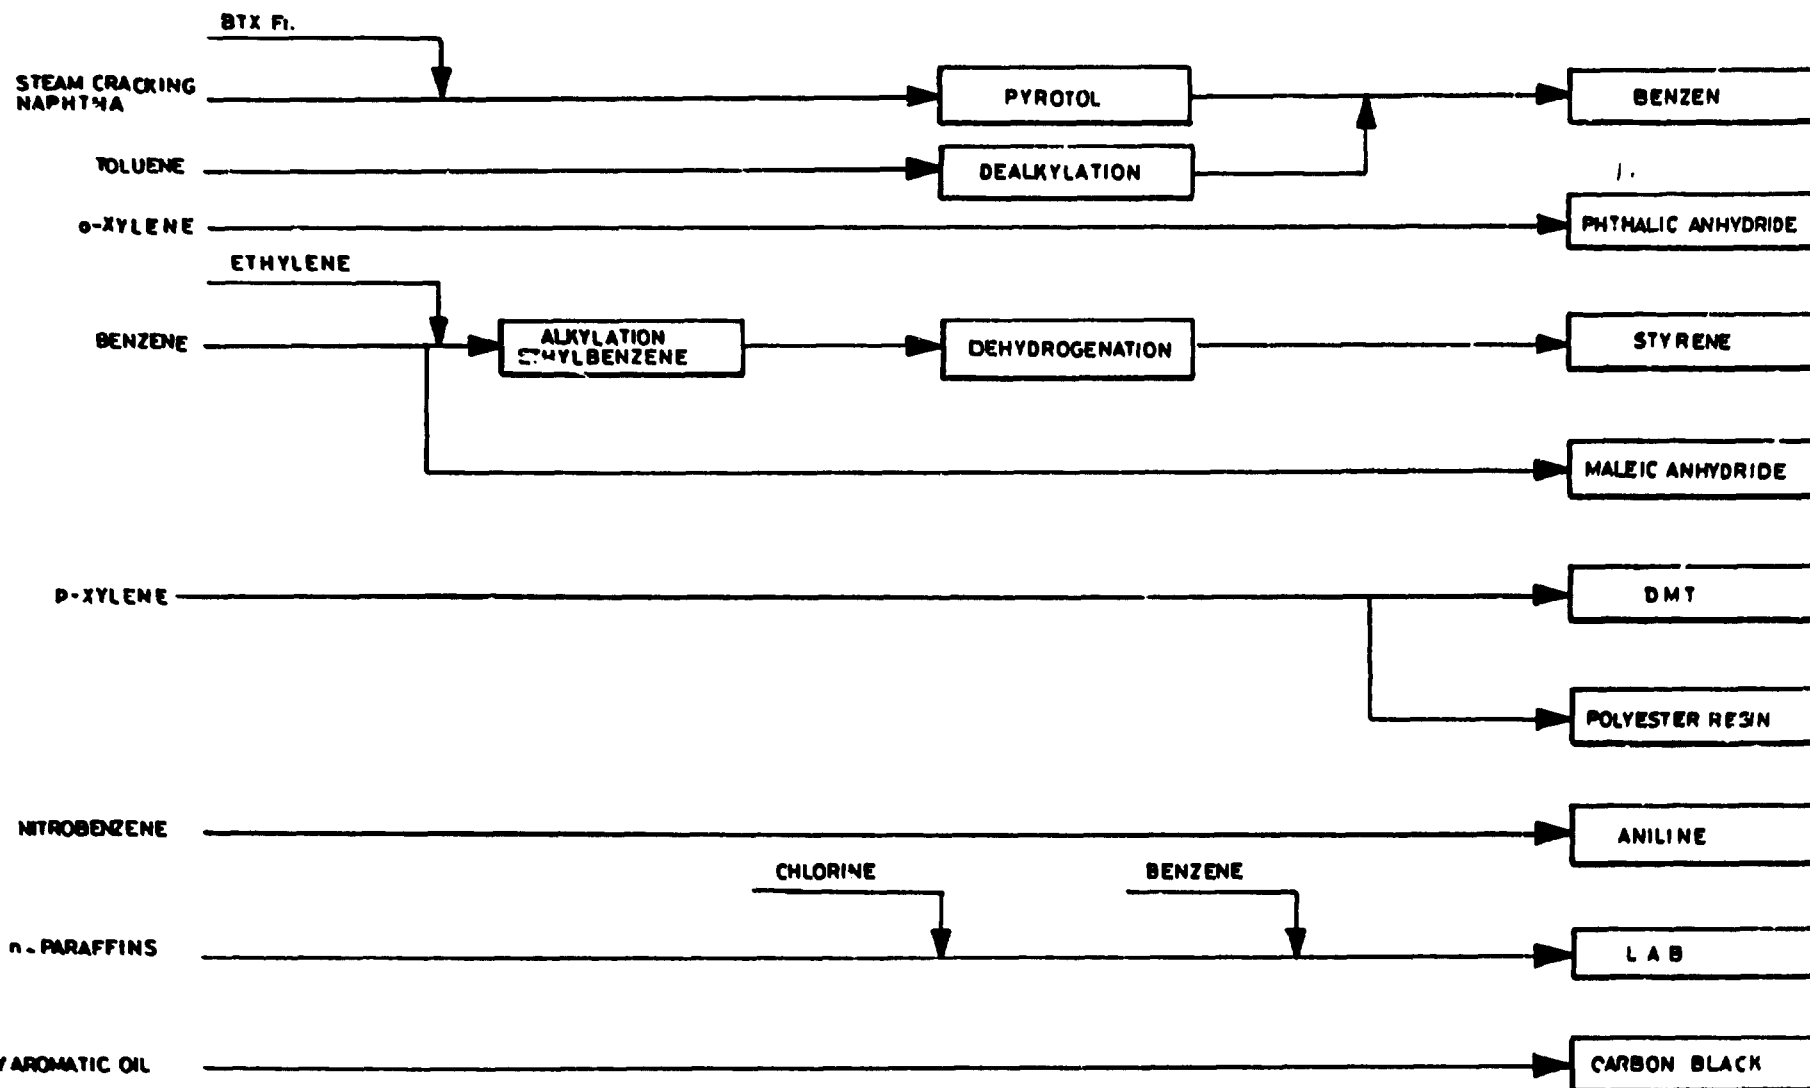 BTX Fr.
STEAM CRACKING
NAPHTHA
PYROTOL
BENZEN
TOLUENE
DEALKYLATION
1.
o-XYLENE
PHTHALIC ANHYDRIDE
ETHYLENE
BENZENE
ALKYLATION
ETHYLBENZENE
DEHYDROGENATION
STYRENE
MALEIC ANHYDRIDE
p-XYLENE
DMT
POLYESTER RESIN
NITROBENZENE
ANILINE
CHLORINE
BENZENE
n-PARAFFINS
LAB
AROMATIC OIL
CARBON BLACK